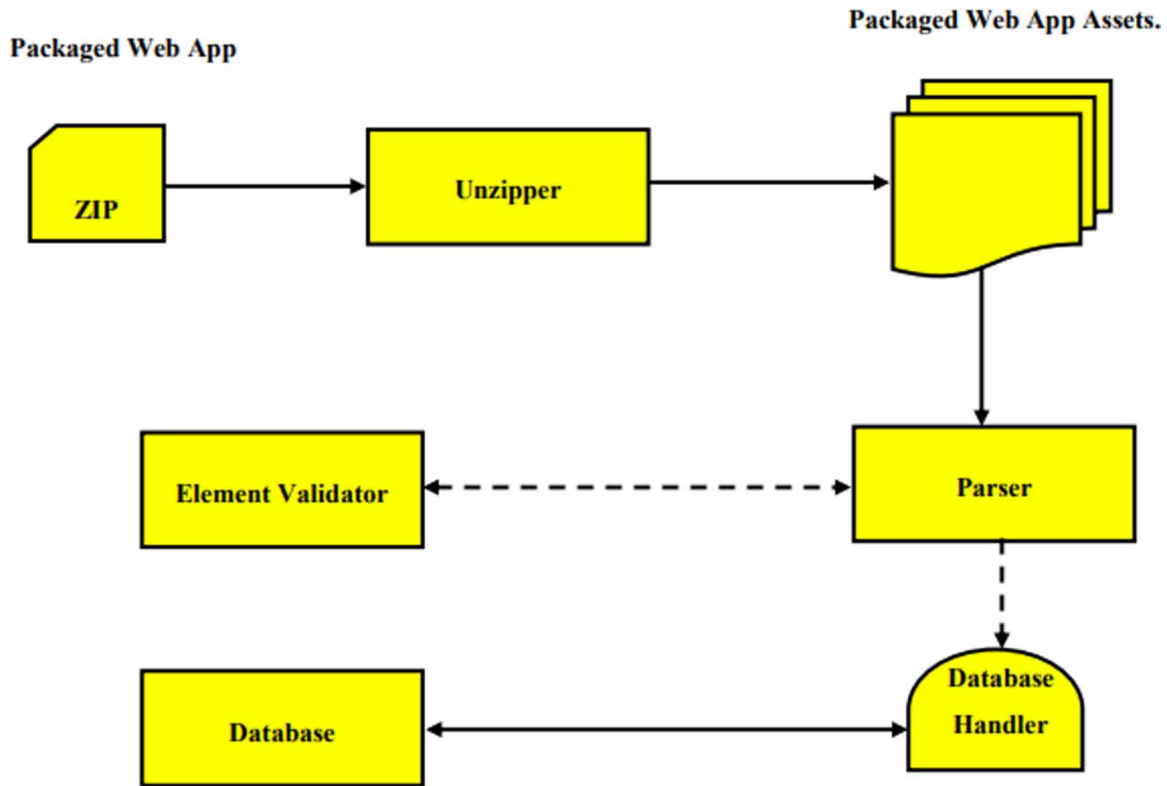 Packaged Web App Assets.
Packaged Web App
ZIP
Unzipper
Element Validator
Parser
Database
Handler
Database